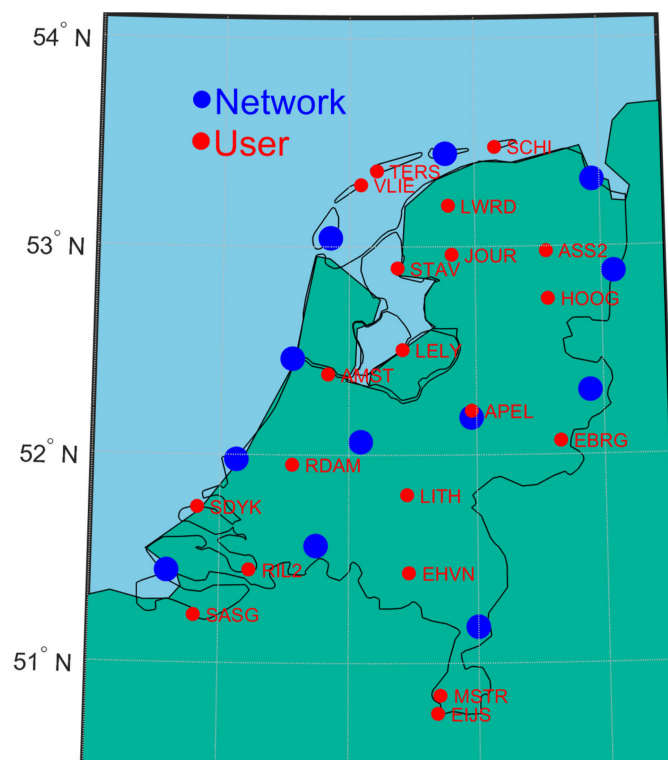 54° N
Network
User
SCHI
TERS
VLIE
LWRD
53° N
JOUR
ASS2
STAV
HOOG
LELY
AMST
APEL
EBRG
52° N
RDAM
LITH
SDYK
RIL2
EHVN
SASG
51° N
MSTR
EIJS